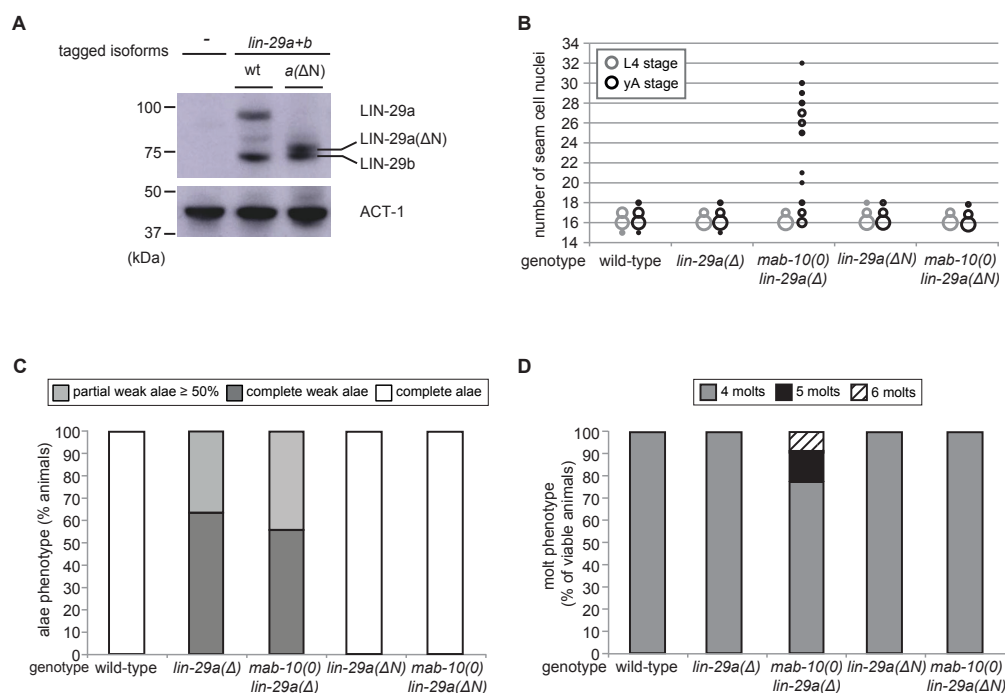 A
tagged isoforms
-
lin-29a+b
wt
a(ΔN)
100
75
50
37
(kDa)
LIN-29a
LIN-29a(ΔN)
LIN-29b
ACT-1
B
L4 stage
yA stage
number of seam cell nuclei
34
32
30
28
26
24
22
20
18
16
14
genotype
wild-type
lin-29a(Δ)
mab-10(0)
lin-29a(Δ)
lin-29a(ΔN)
mab-10(0)
lin-29a(ΔN)
C
partial weak alae ≥ 50%
complete weak alae
complete alae
alae phenotype (% animals)
100
90
80
70
60
50
40
30
20
10
0
genotype
wild-type
lin-29a(Δ)
mab-10(0)
lin-29a(Δ)
lin-29a(ΔN)
mab-10(0)
lin-29a(ΔN)
D
4 molts
5 molts
6 molts
molt phenotype
(% of viable animals)
100
90
80
70
60
50
40
30
20
10
0
genotype
wild-type
lin-29a(Δ)
mab-10(0)
lin-29a(Δ)
lin-29a(ΔN)
mab-10(0)
lin-29a(ΔN)